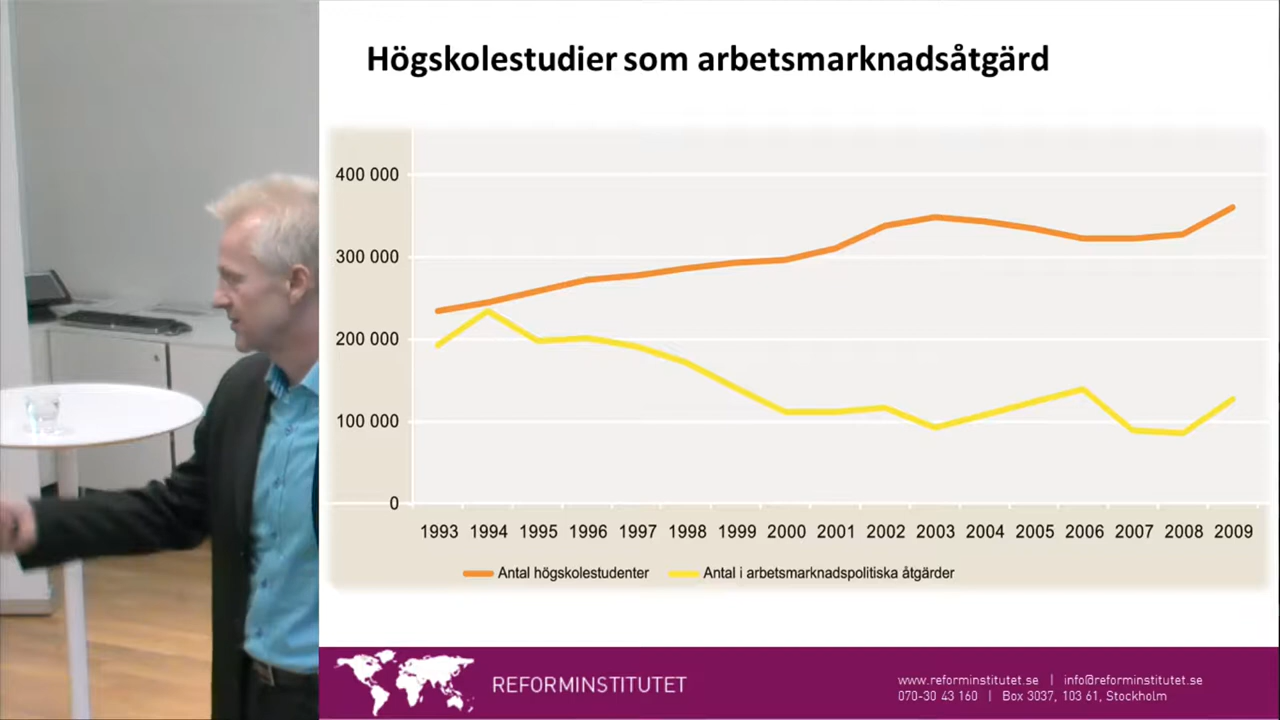 Högskolestudier som arbetsmarknadsåtgärd
400 000
300 000
200 000
100 000
0
1993 1994 1995 1996 1997 1998 1999 2000 2001 2002 2003 2004 2005 2006 2007 2008 2009
Antal högskolestudenter Antal i arbetsmarknadspolitiska åtgärder
REFORMINSTITUTET
www.reforminstitutet.se | info@reforminstitutet.se
070-30 43 160 | Box 3037, 103 61, Stockholm